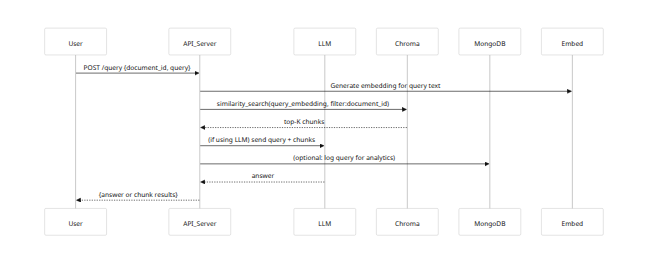 User API_Server LLM Chroma MongoDB Embed
POST /query {document_id, query}
Generate embedding for query text
similarity_search(query_embedding, filter:document_id)
top-K chunks
(if using LLM) send query + chunks
(optional: log query for analytics)
answer
{answer or chunk results}
User API_Server LLM Chroma MongoDB Embed